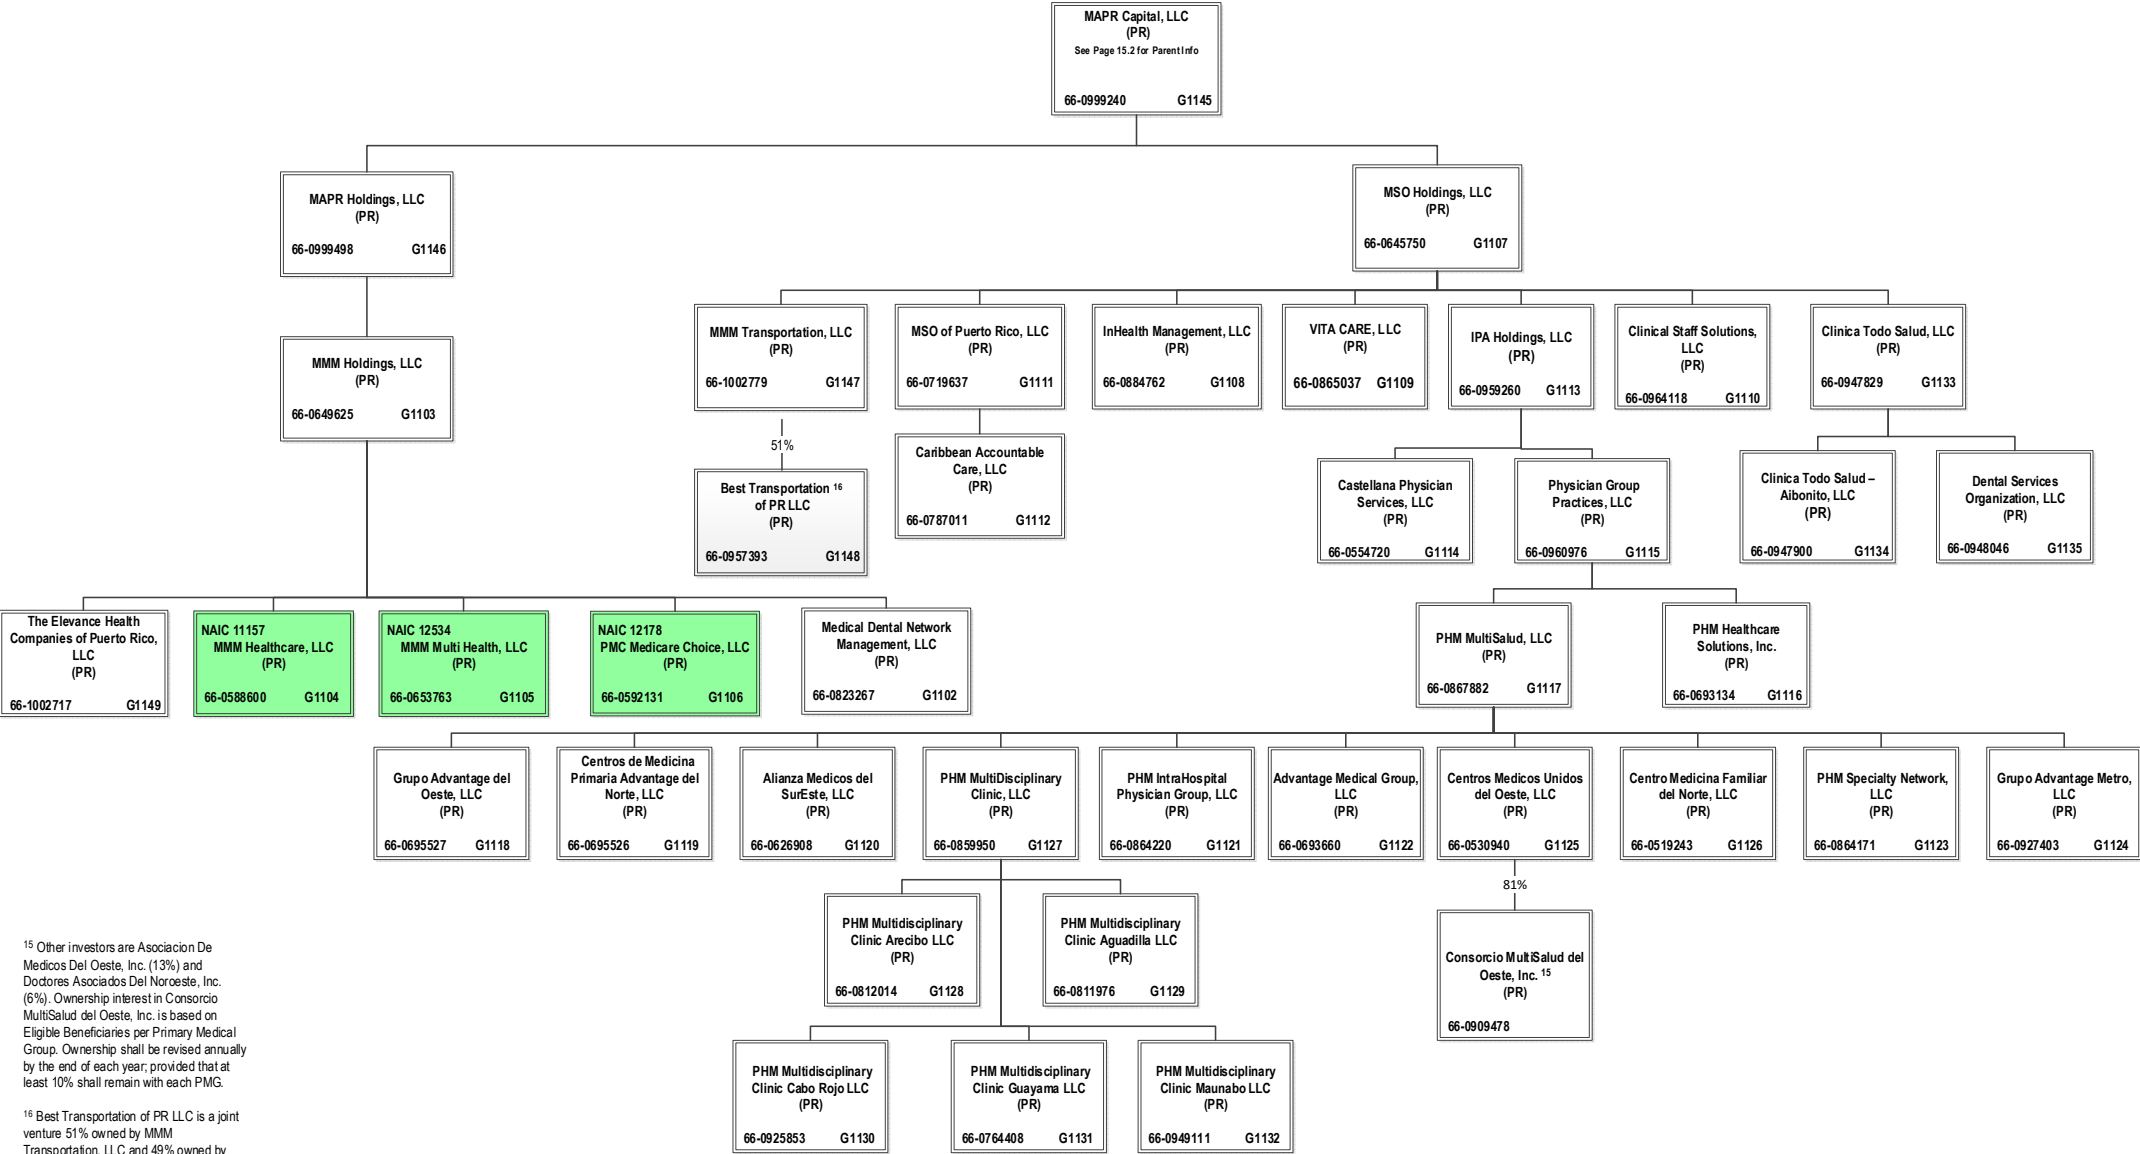 MAPR Capital, LLC
(PR)
See Page 15.2 for Parent Info
66-0999240 G1145
MAPR Holdings, LLC
(PR)
66-0999498 G1146
MSO Holdings, LLC
(PR)
66-0645750 G1107
MMM Holdings, LLC
(PR)
66-0649625 G1103
MMM Transportation, LLC
(PR)
66-1002779 G1147
MSO of Puerto Rico, LLC
(PR)
66-0719637 G1111
InHealth Management, LLC
(PR)
66-0884762 G1108
VITA CARE, LLC
(PR)
66-0865037 G1109
IPA Holdings, LLC
(PR)
66-0959260 G1113
Clinical Staff Solutions,
LLC
(PR)
66-0964118 G1110
Clinica Todo Salud, LLC
(PR)
66-0947829 G1133
51%
Best Transportation 16
of PR LLC
(PR)
66-0957393 G1148
Caribbean Accountable
Care, LLC
(PR)
66-0787011 G1112
Castellana Physician
Services, LLC
(PR)
66-0554720 G1114
Physician Group
Practices, LLC
(PR)
66-0960976 G1115
Clinica Todo Salud –
Aibonito, LLC
(PR)
66-0947900 G1134
Dental Services
Organization, LLC
(PR)
66-0948046 G1135
The Elevance Health
Companies of Puerto Rico,
LLC
(PR)
66-1002717 G1149
NAIC 11157
MMM Healthcare, LLC
(PR)
66-0588600 G1104
NAIC 12534
MMM Multi Health, LLC
(PR)
66-0653763 G1105
NAIC 12178
PMC Medicare Choice, LLC
(PR)
66-0592131 G1106
Medical Dental Network
Management, LLC
(PR)
66-0823267 G1102
PHM MultiSalud, LLC
(PR)
66-0867882 G1117
PHM Healthcare
Solutions, Inc.
(PR)
66-0693134 G1116
Grupo Advantage del
Oeste, LLC
(PR)
66-0695527 G1118
Centros de Medicina
Primaria Advantage del
Norte, LLC
(PR)
66-0695526 G1119
Alianza Medicos del
SurEste, LLC
(PR)
66-0626908 G1120
PHM MultiDisciplinary
Clinic, LLC
(PR)
66-0859950 G1127
PHM IntraHospital
Physician Group, LLC
(PR)
66-0864220 G1121
Advantage Medical Group,
LLC
(PR)
66-0693660 G1122
Centros Medicos Unidos
del Oeste, LLC
(PR)
66-0530940 G1125
Centro Medicina Familiar
del Norte, LLC
(PR)
66-0519243 G1126
PHM Specialty Network,
LLC
(PR)
66-0864171 G1123
Grupo Advantage Metro,
LLC
(PR)
66-0927403 G1124
PHM Multidisciplinary
Clinic Arecibo LLC
(PR)
66-0812014 G1128
PHM Multidisciplinary
Clinic Aguadilla LLC
(PR)
66-0811976 G1129
81%
Consorcio MultiSalud del
Oeste, Inc. 15
(PR)
66-0909478
PHM Multidisciplinary
Clinic Cabo Rojo LLC
(PR)
66-0925853 G1130
PHM Multidisciplinary
Clinic Guayama LLC
(PR)
66-0764408 G1131
PHM Multidisciplinary
Clinic Maunabo LLC
(PR)
66-0949111 G1132
15 Other investors are Asociacion De
Medicos Del Oeste, Inc. (13%) and
Doctores Asociados Del Noroeste, Inc.
(6%). Ownership interest in Consorcio
MultiSalud del Oeste, Inc. is based on
Eligible Beneficiaries per Primary Medical
Group. Ownership shall be revised annually
by the end of each year; provided that at
least 10% shall remain with each PMG.
16 Best Transportation of PR LLC is a joint
venture 51% owned by MMM
Transportation, LLC and 49% owned by